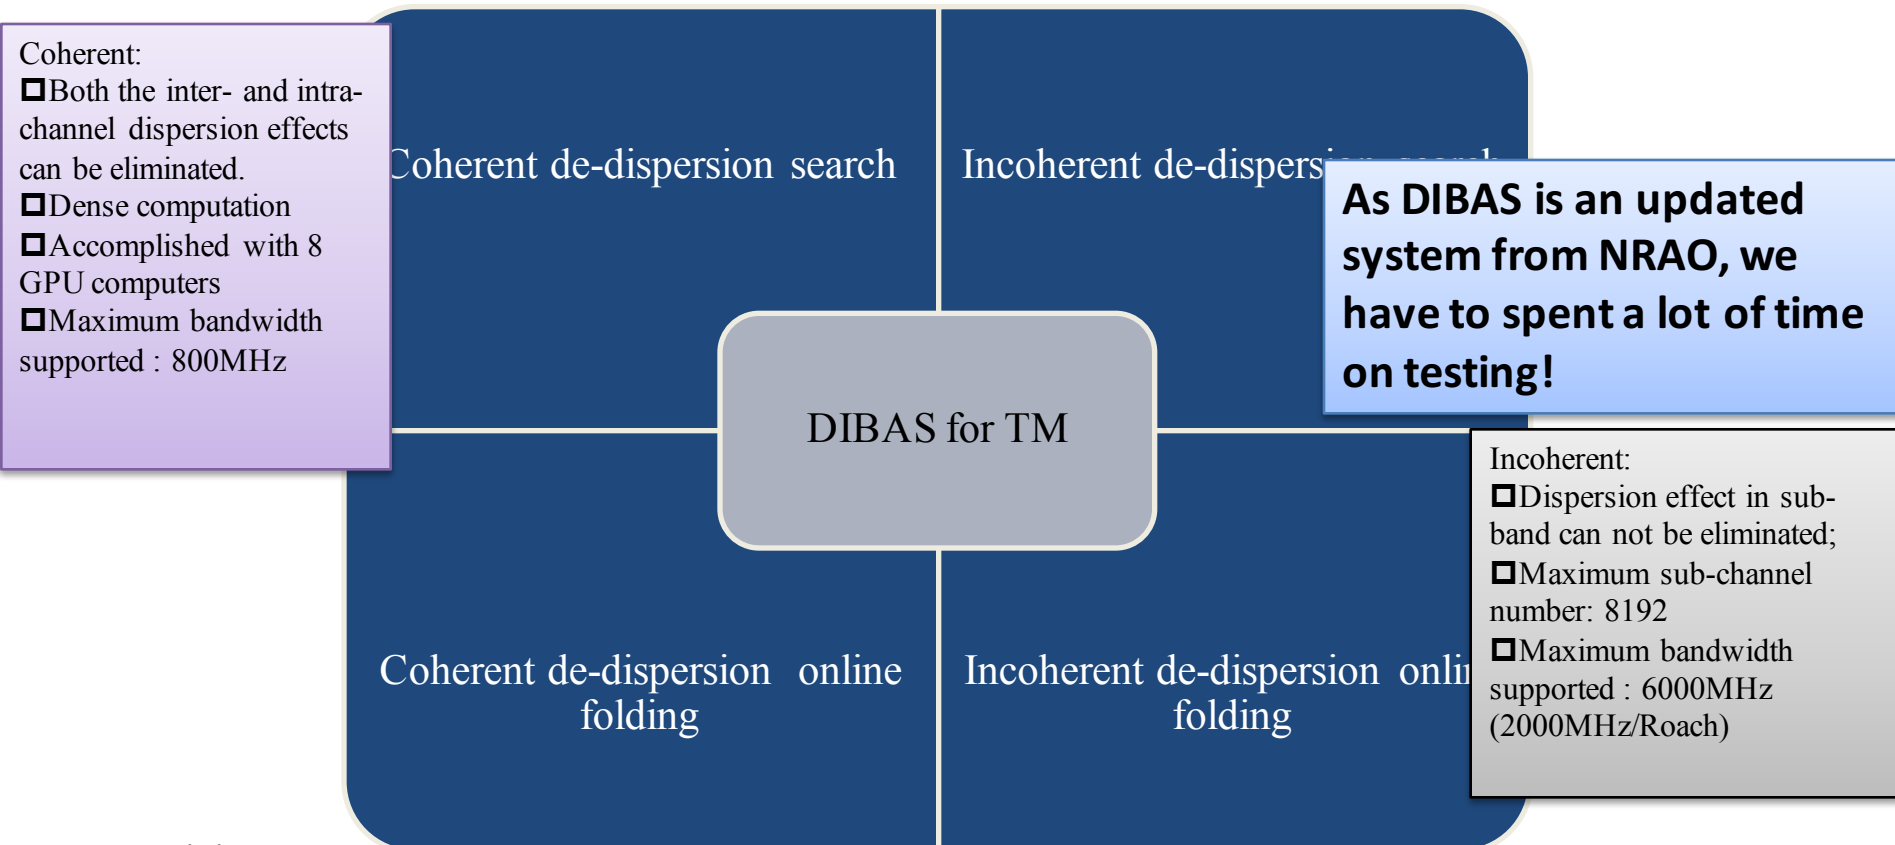 Coherent:
Both the inter- and intra-
channel dispersion effects
can be eliminated.
Dense computation
Accomplished with 8
GPU computers
Maximum bandwidth
supported : 800MHz
Coherent de-dispersion search
Incoherent de-dispersion search
As DIBAS is an updated
system from NRAO, we
have to spent a lot of time
on testing!
DIBAS for TM
Incoherent:
Dispersion effect in sub-
band can not be eliminated;
Maximum sub-channel
number: 8192
Maximum bandwidth
supported : 6000MHz
(2000MHz/Roach)
Coherent de-dispersion online
folding
Incoherent de-dispersion onlin
folding